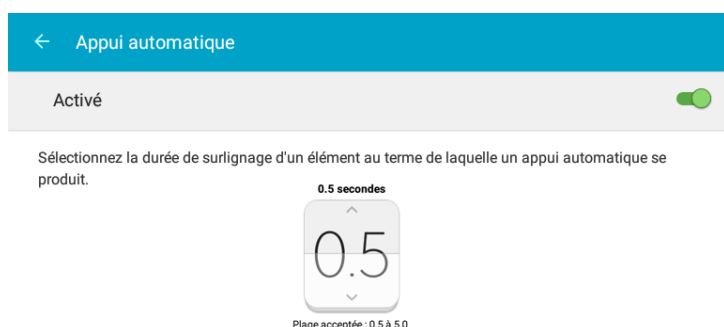 Appui automatique
Activé
Sélectionnez la durée de surlignage d'un élément au terme de laquelle un appui automatique se
produit.
0.5 secondes
0.5
Plage acceptée : 0.5 à 5.0